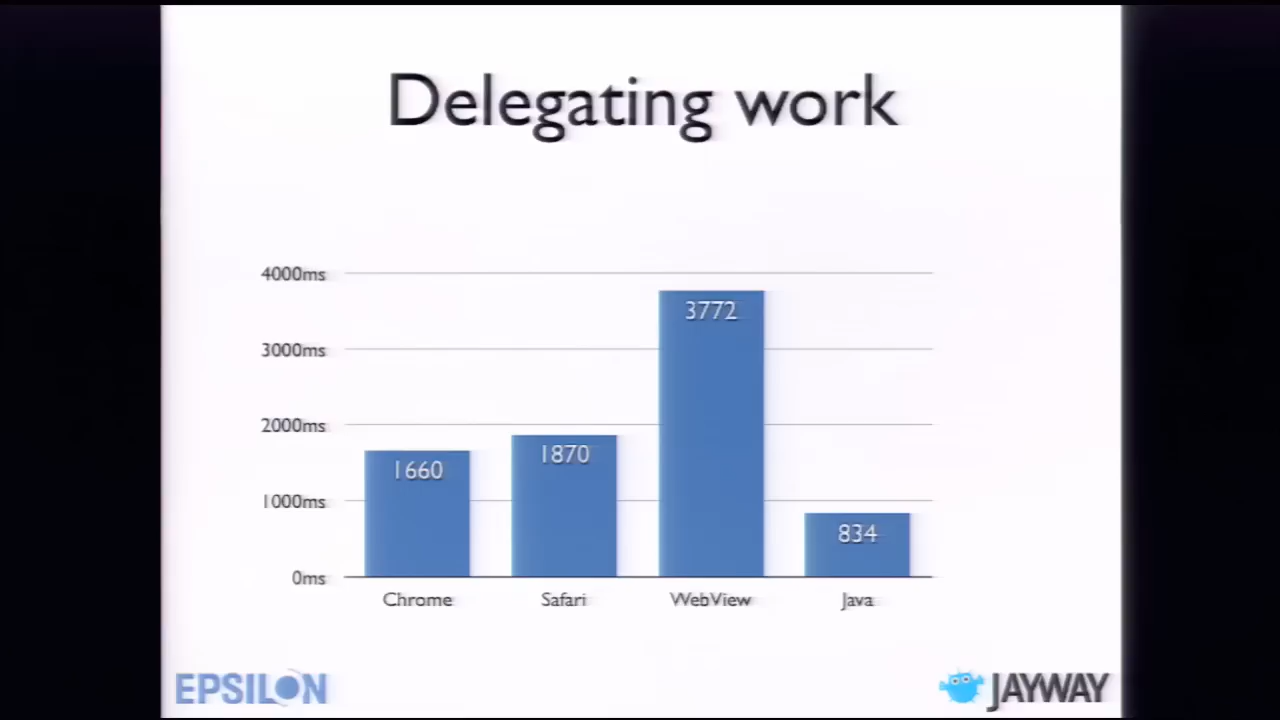 Delegating work
4000ms
3000ms
2000ms
1000ms
0ms
1660
1870
3772
834
Chrome
Safari
WebView
Java
EPSILON
JAYWAY